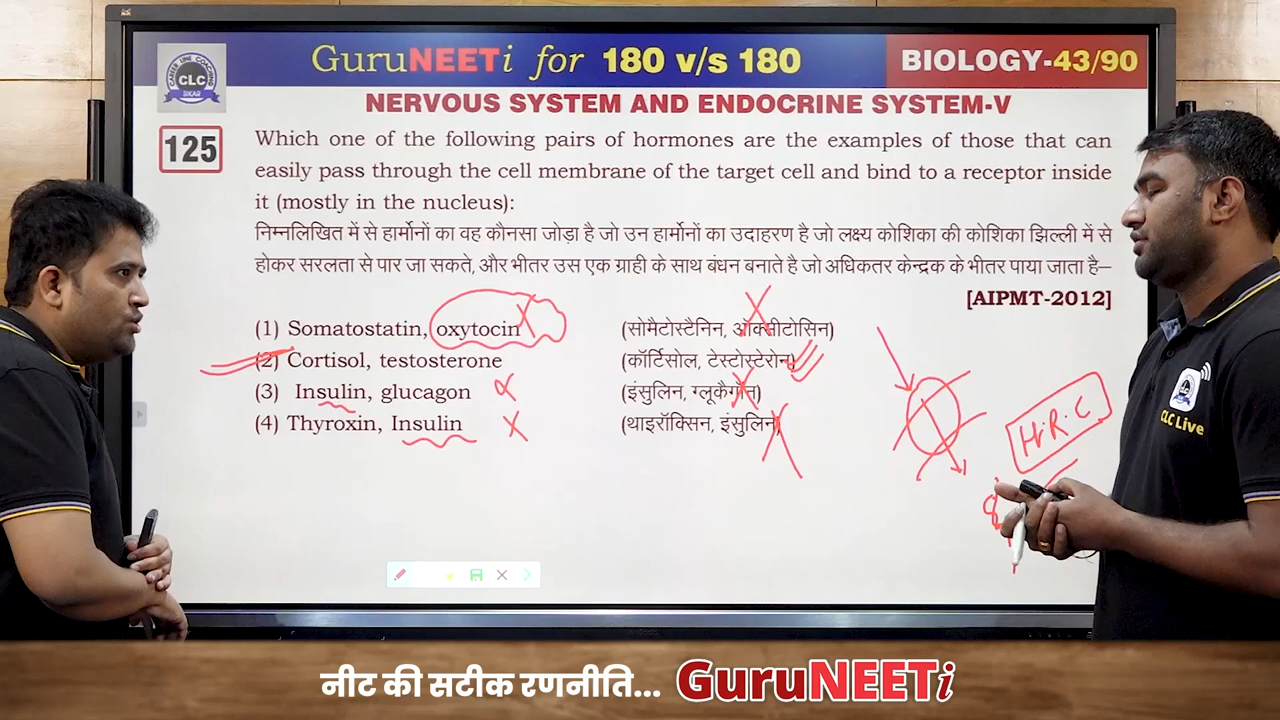 GuruNEETi for 180 v/s 180
BIOLOGY-43/90
CLC
SIKAR
NERVOUS SYSTEM AND ENDOCRINE SYSTEM-V
125
Which one of the following pairs of hormones are the examples of those that can
easily pass through the cell membrane of the target cell and bind to a receptor inside
it (mostly in the nucleus):
निम्नलिखित में से हार्मोनों का वह कौनसा जोड़ा है जो उन हार्मोनों का उदाहरण है जो लक्ष्य कोशिका की कोशिका झिल्ली में से
होकर सरलता से पार जा सकते, और भीतर उस एक ग्राही के साथ बंधन बनाते है जो अधिकतर केन्द्रक के भीतर पाया जाता है—
[AIPMT-2012]
(1) Somatostatin, oxytocin (सोमैटोस्टैनिन, ऑक्सीटोसिन)
(2) Cortisol, testosterone (कॉर्टिसोल, टेस्टोस्टेरोन)
(3) Insulin, glucagon (इंसुलिन, ग्लूकैगॉन)
(4) Thyroxin, Insulin (थाइरॉक्सिन, इंसुलिन)
H.R.C
CLC Live
नीट की सटीक रणनीति... GuruNEETi